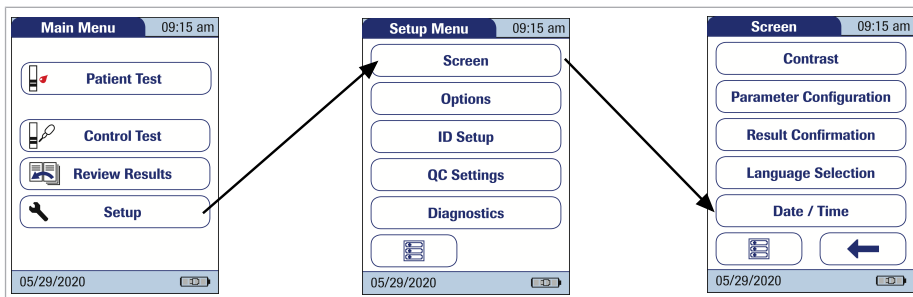 Main Menu 09:15 am
Patient Test
Control Test
Review Results
Setup
05/29/2020
Setup Menu 09:15 am
Screen
Options
ID Setup
QC Settings
Diagnostics
05/29/2020
Screen 09:15 am
Contrast
Parameter Configuration
Result Confirmation
Language Selection
Date / Time
05/29/2020